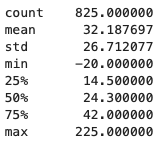 count 825.000000
mean 32.187697
std 26.712077
min -20.000000
25% 14.500000
50% 24.300000
75% 42.000000
max 225.000000